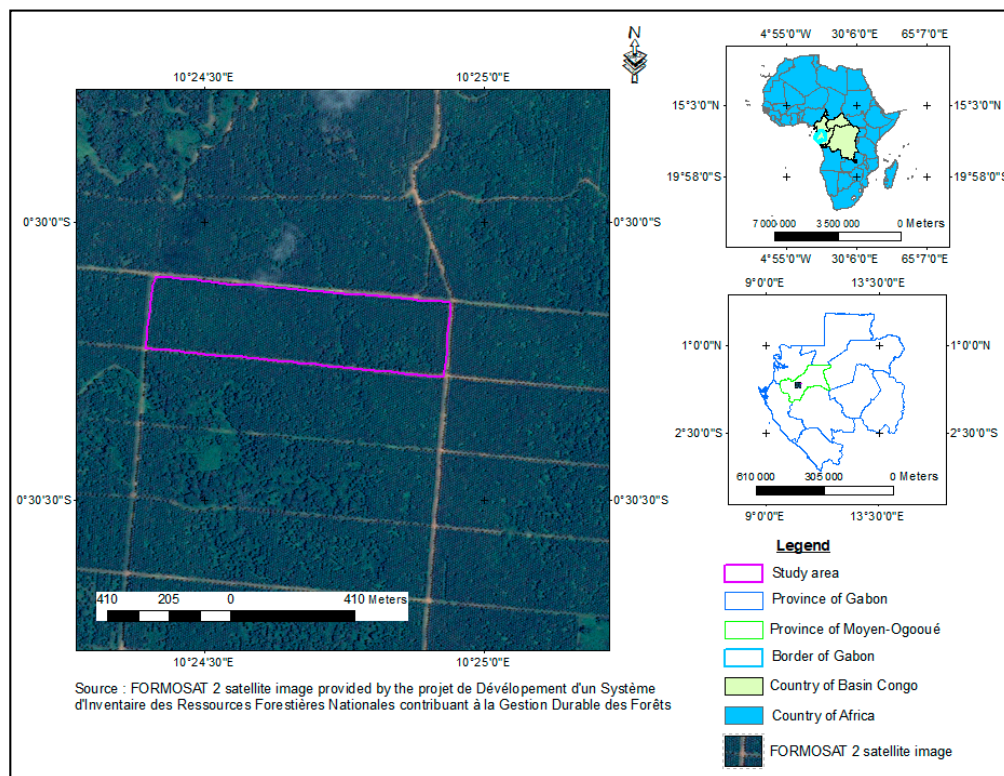 N
10°24'30"E 10°25'0"E
0°30'0"S 0°30'0"S
0°30'30"S 0°30'30"S
410 205 0 410 Meters
10°24'30"E 10°25'0"E
Source : FORMOSAT 2 satellite image provided by the projet de Dévélopement d'un Système
d'Inventaire des Ressources Forestières Nationales contribuant à la Gestion Durable des Forêts
4°55'0"W 30°6'0"E 65°7'0"E
15°3'0"N 15°3'0"N
19°58'0"S 19°58'0"S
7 000 000 3 500 000 0 Meters
4°55'0"W 30°6'0"E 65°7'0"E
9°0'0"E 13°30'0"E
1°0'0"N 1°0'0"N
2°30'0"S 2°30'0"S
610 000 305 000 0 Meters
9°0'0"E 13°30'0"E
Legend
Study area
Province of Gabon
Province of Moyen-Ogooué
Border of Gabon
Country of Basin Congo
Country of Africa
FORMOSAT 2 satellite image